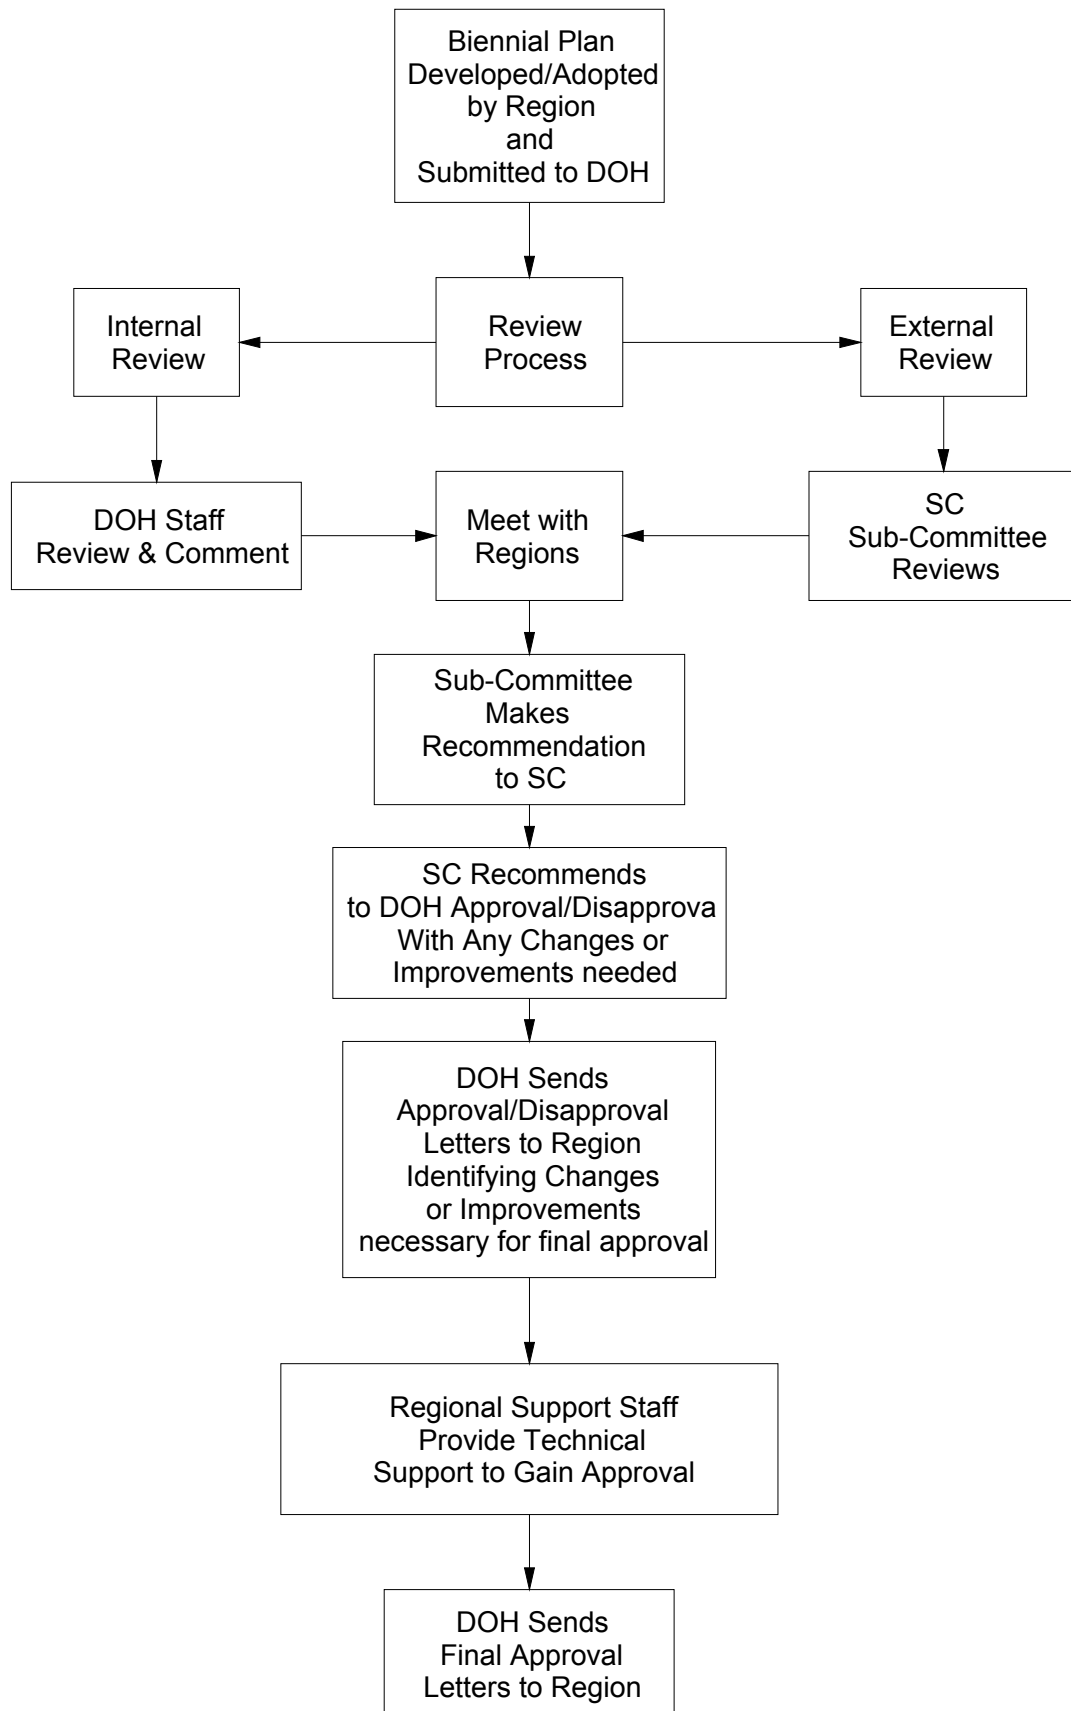 Biennial Plan
Developed/Adopted
by Region
and
Submitted to DOH
Internal
Review
Review
Process
External
Review
DOH Staff
Review & Comment
Meet with
Regions
SC
Sub-Committee
Reviews
Sub-Committee
Makes
Recommendation
to SC
SC Recommends
to DOH Approval/Disapprova
With Any Changes or
Improvements needed
DOH Sends
Approval/Disapproval
Letters to Region
Identifying Changes
or Improvements
necessary for final approval
Regional Support Staff
Provide Technical
Support to Gain Approval
DOH Sends
Final Approval
Letters to Region